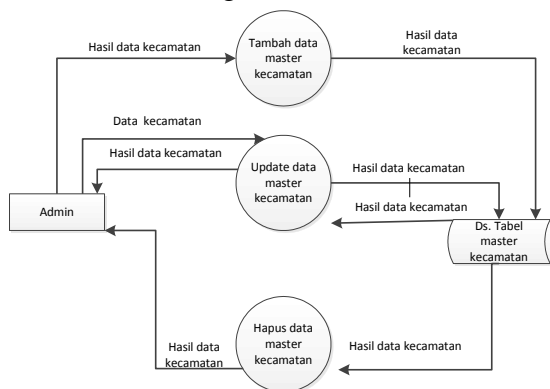 Hasil data kecamatan
Tambah data
master
kecamatan
Hasil data
kecamatan
Data kecamatan
Hasil data kecamatan
Update data
master
kecamatan
Hasil data kecamatan
Hasil data kecamatan
Admin
Ds. Tabel
master
kecamatan
Hapus data
master
kecamatan
Hasil data
kecamatan
Hasil data kecamatan